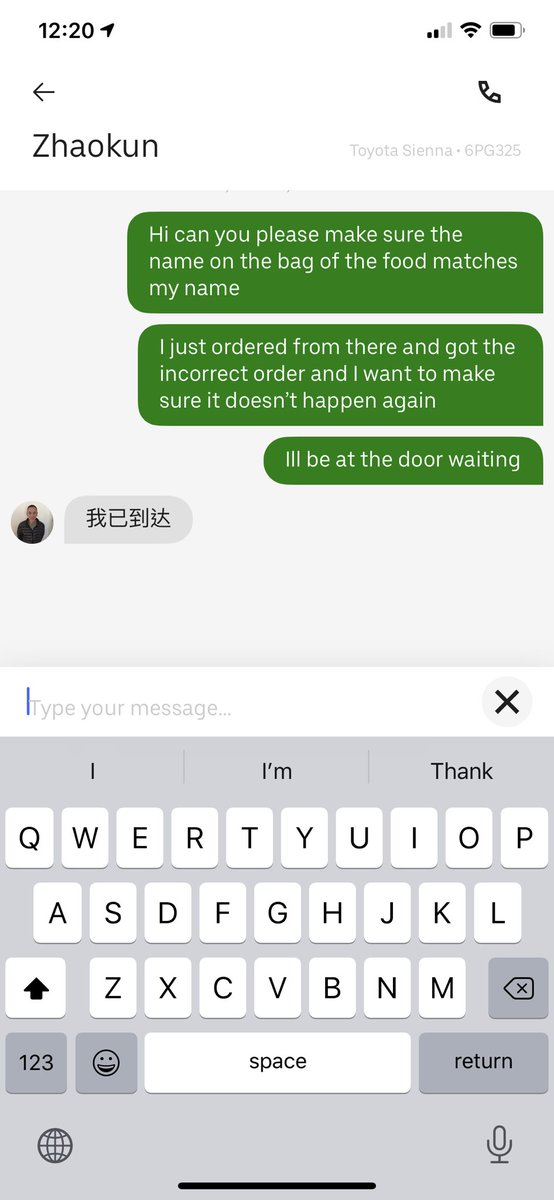 12:20
Zhaokun
Toyota Sienna • 6PG325
Hi can you please make sure the
name on the bag of the food matches
my name
I just ordered from there and got the
incorrect order and I want to make
sure it doesn't happen again
Ill be at the door waiting
我已到达
Type your message...
I
I'm
Thank
Q W E R T Y U I O P
A S D F G H J K L
Z X C V B N M
123
space
return